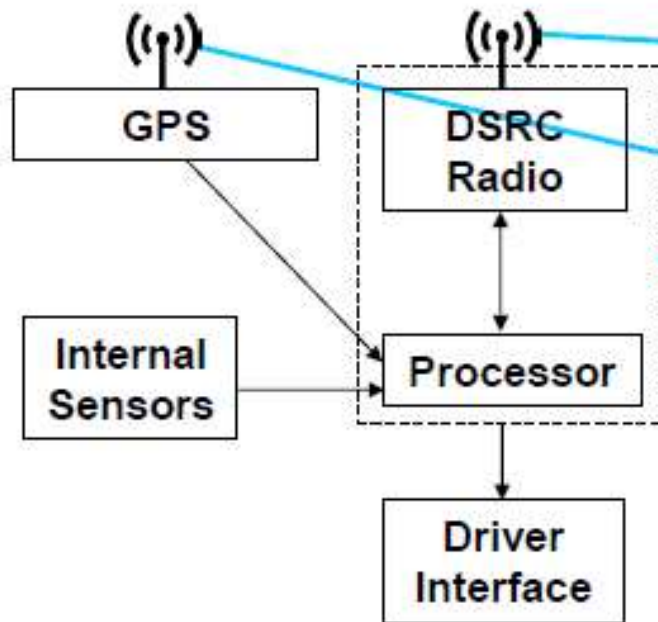 GPS
DSRC
Radio
Internal
Sensors
Processor
Driver
Interface